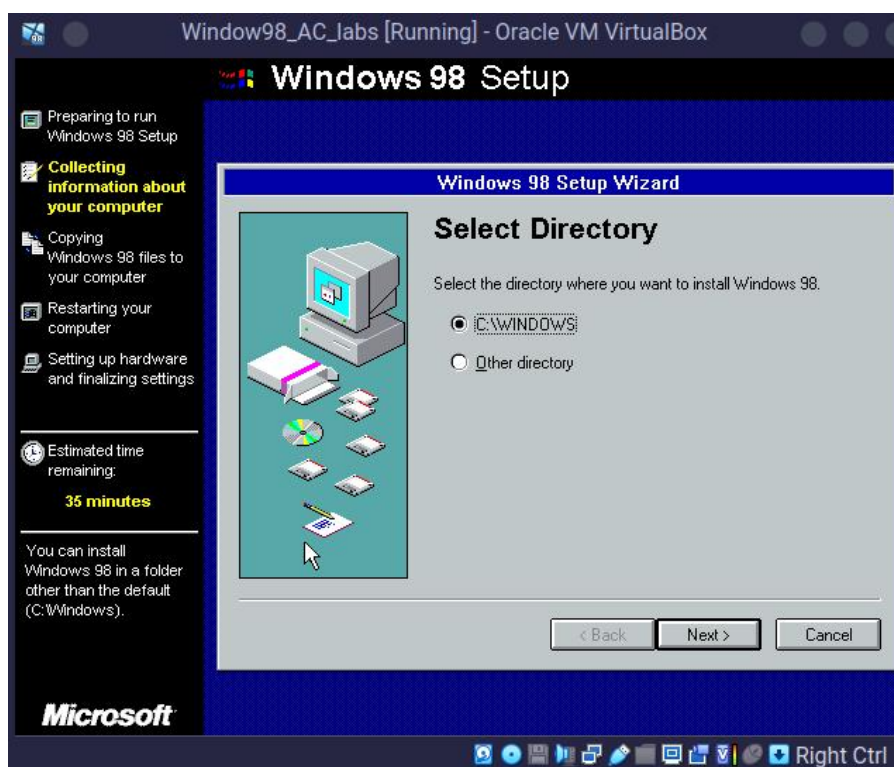 Window98_AC_labs [Running] - Oracle VM VirtualBox
Windows 98 Setup
Preparing to run
Windows 98 Setup
Collecting
information about
your computer
Copying
Windows 98 files to
your computer
Restarting your
computer
Setting up hardware
and finalizing settings
Estimated time
remaining:
35 minutes
You can install
Windows 98 in a folder
other than the default
(C:\Windows).
Microsoft
Windows 98 Setup Wizard
Select Directory
Select the directory where you want to install Windows 98.
C:\WINDOWS
Other directory
< Back
Next >
Cancel
Right Ctrl